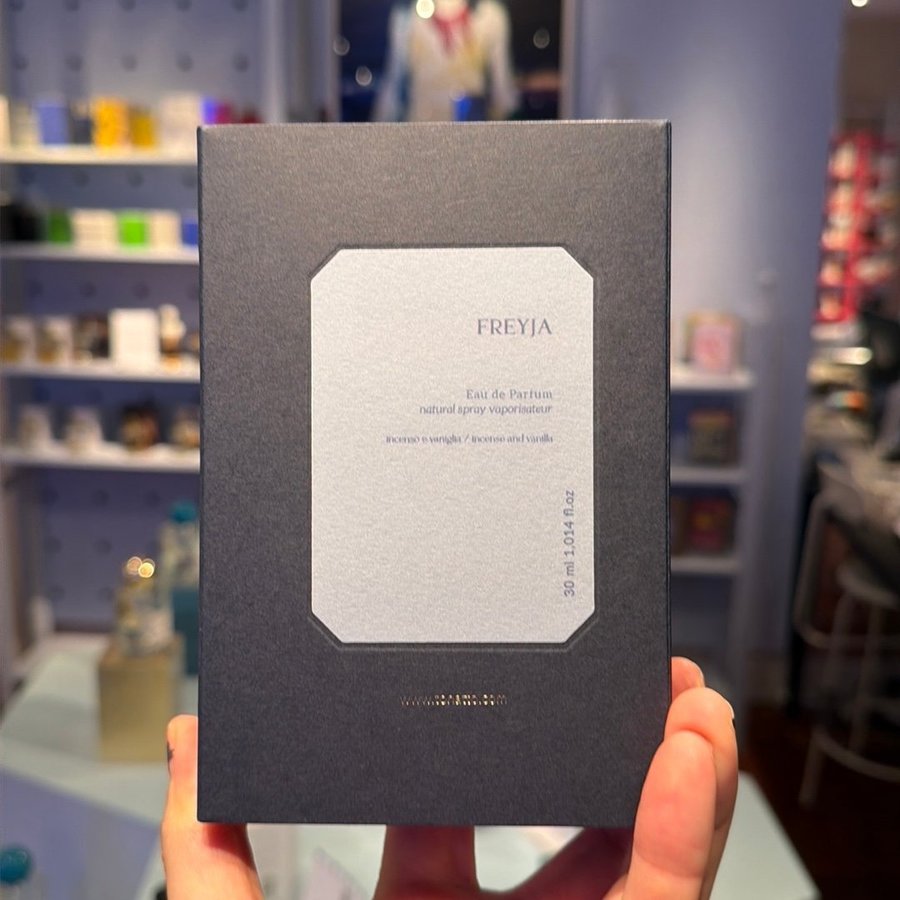 FREYJA
Eau de Parfum
natural spray vaporisateur
incenso e vaniglia / incense and vanilla
30 ml 1,014 fl.oz